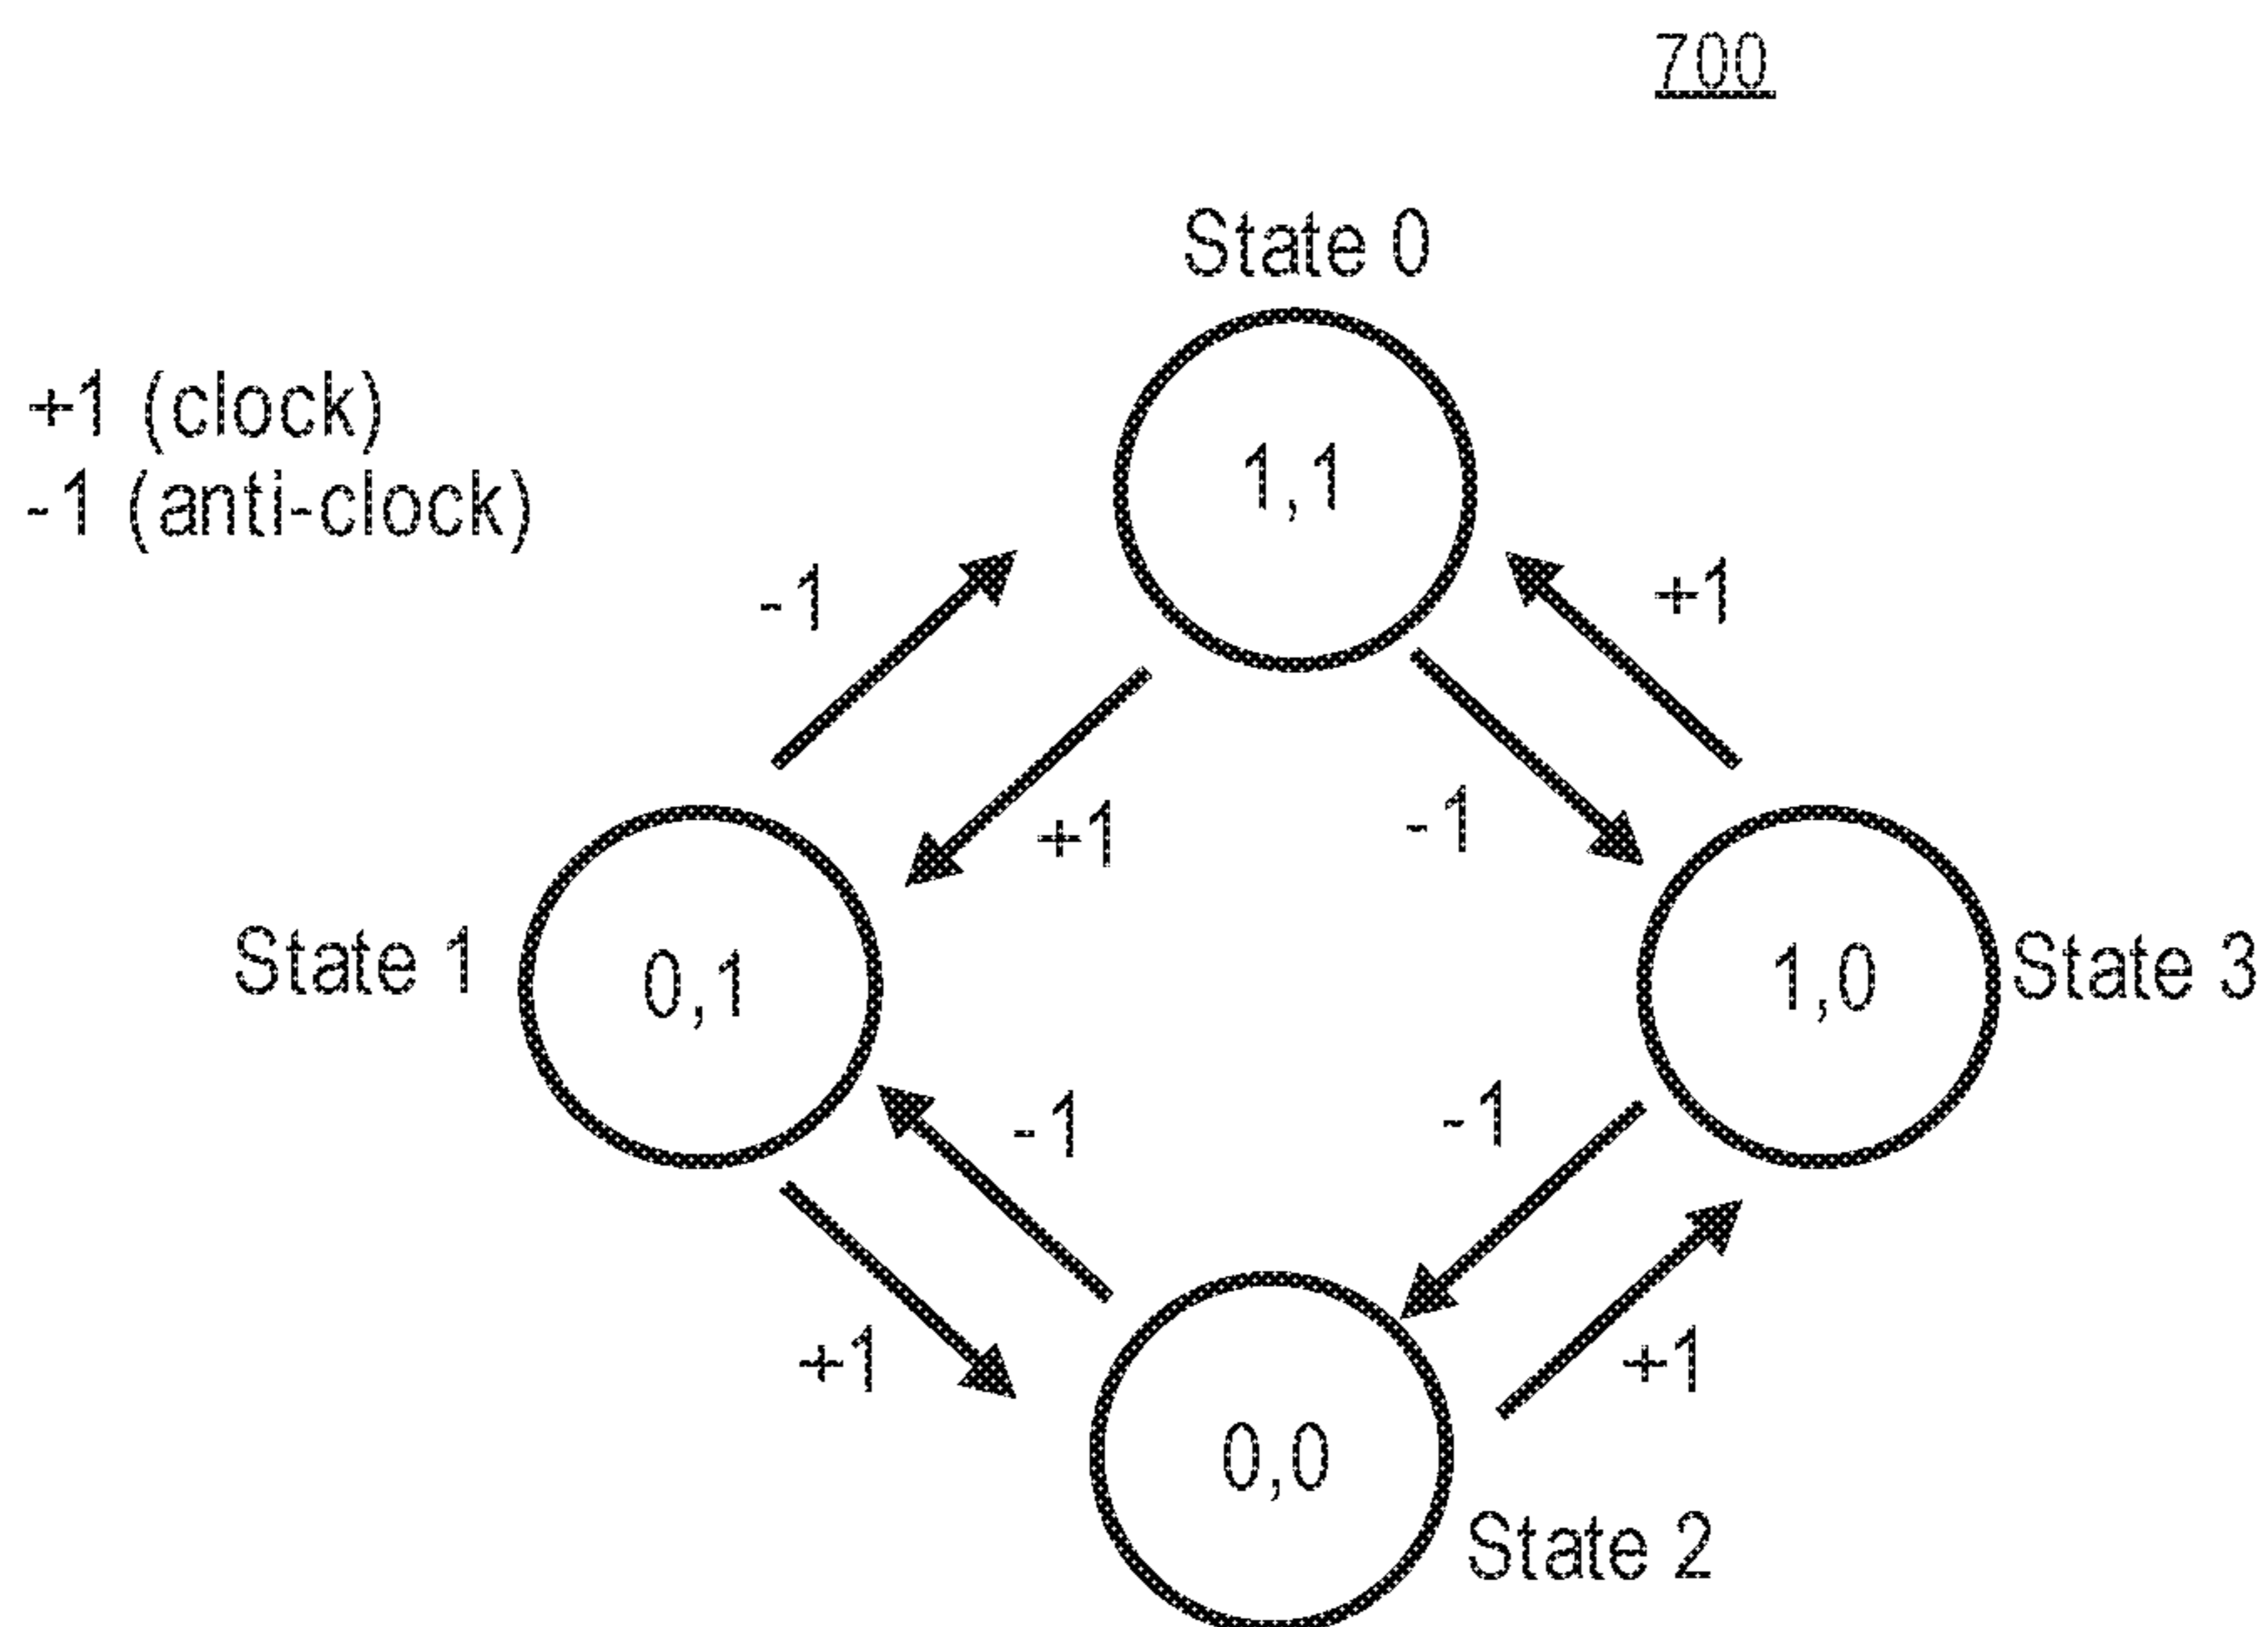 700
State 0
+1 (clock)
-1 (anti-clock)
1,1
-1
+1
+1
-1
State 1
0,1
1,0
State 3
-1
-1
+1
+1
0,0
State 2